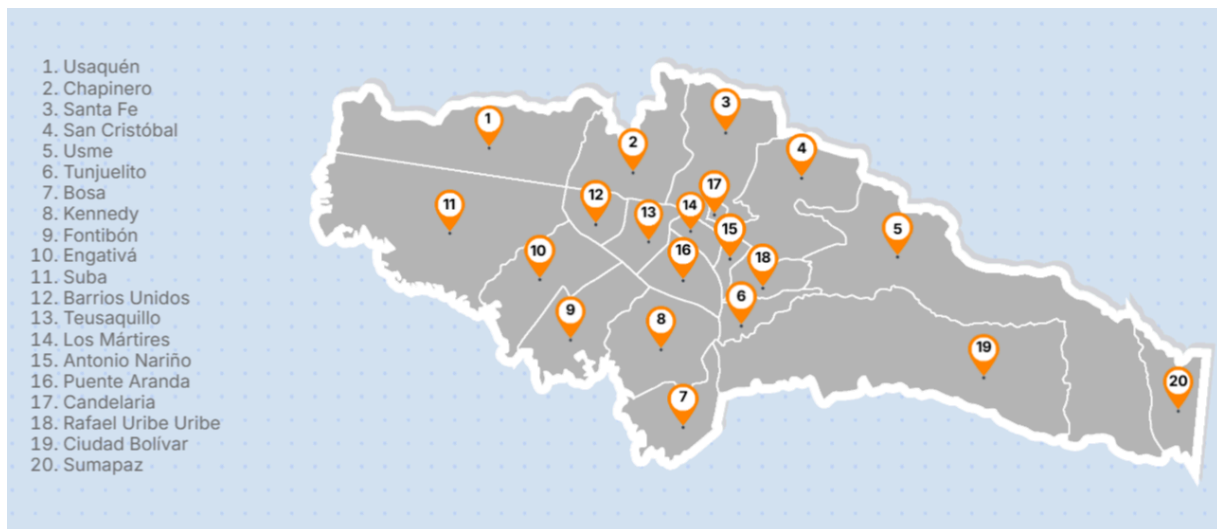 1. Usaquén
2. Chapinero
3. Santa Fe
4. San Cristóbal
5. Usme
6. Tunjuelito
7. Bosa
8. Kennedy
9. Fontibón
10. Engativá
11. Suba
12. Barrios Unidos
13. Teusaquillo
14. Los Mártires
15. Antonio Nariño
16. Puente Aranda
17. Candelaria
18. Rafael Uribe Uribe
19. Ciudad Bolívar
20. Sumapaz
3
1
2
4
17
12
11
14
13
15
5
10
16
18
6
9
8
19
20
7